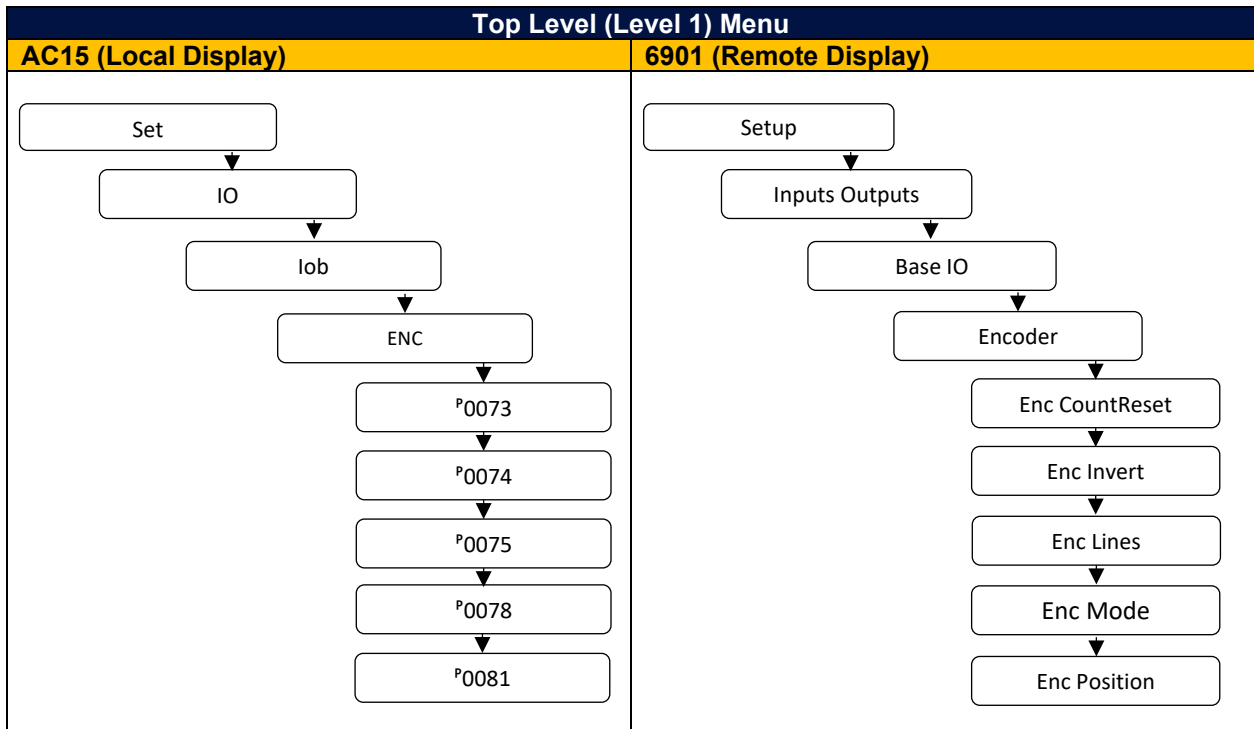 Top Level (Level 1) Menu
AC15 (Local Display)
6901 (Remote Display)
Set
IO
Iob
ENC
ᴾ0073
ᴾ0074
ᴾ0075
ᴾ0078
ᴾ0081
Setup
Inputs Outputs
Base IO
Encoder
Enc CountReset
Enc Invert
Enc Lines
Enc Mode
Enc Position